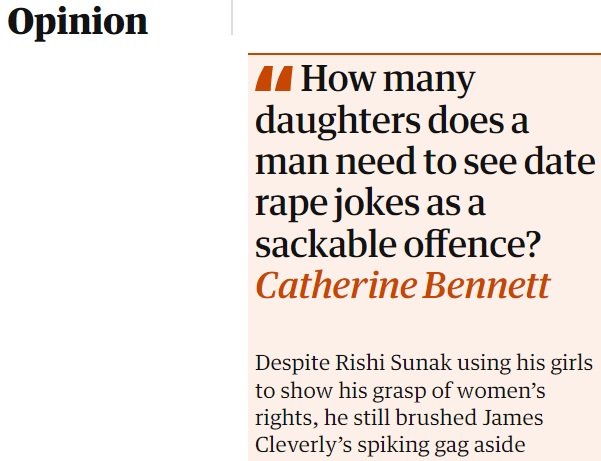 Opinion
“ How many
daughters does a
man need to see date
rape jokes as a
sackable offence?
Catherine Bennett
Despite Rishi Sunak using his girls
to show his grasp of women’s
rights, he still brushed James
Cleverly’s spiking gag aside